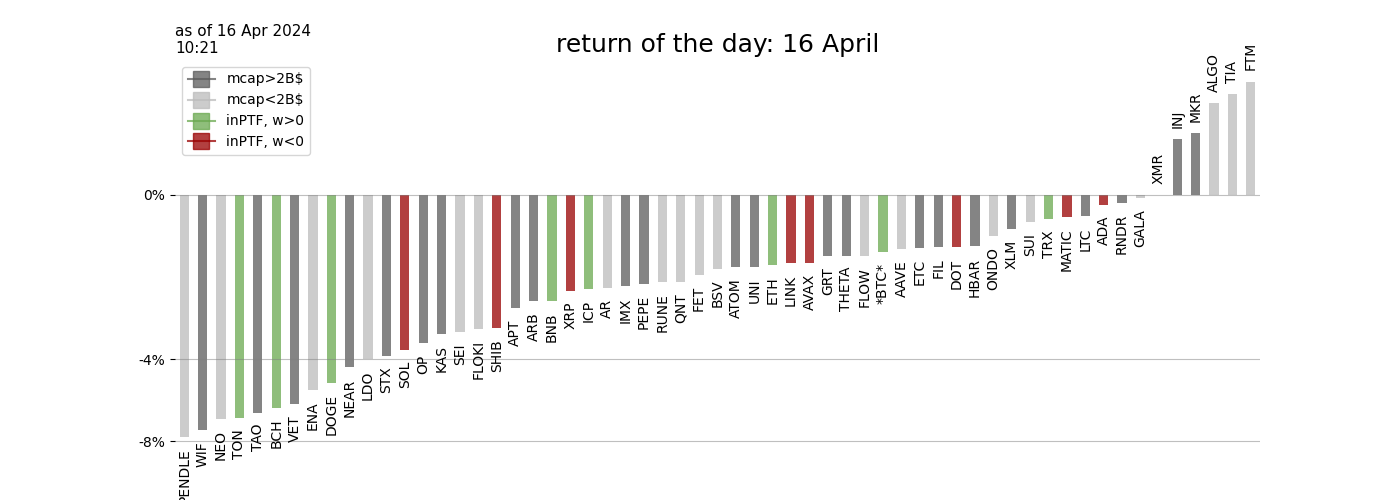 as of 16 Apr 2024
10:21
return of the day: 16 April
mcap>2B$
mcap<2B$
inPTF, w>0
inPTF, w<0
0%
-4%
-8%
PENDLE
WIF
NEO
TON
TAO
BCH
VET
ENA
DOGE
NEAR
LDO
STX
SOL
OP
KAS
SEI
FLOKI
SHIB
APT
ARB
BNB
XRP
ICP
AR
IMX
PEPE
RUNE
QNT
FET
BSV
ATOM
UNI
ETH
LINK
AVAX
GRT
THETA
FLOW
*BTC*
AAVE
ETC
FIL
DOT
HBAR
ONDO
XLM
SUI
TRX
MATIC
LTC
ADA
RNDR
GALA
XMR
INJ
MKR
ALGO
TIA
FTM